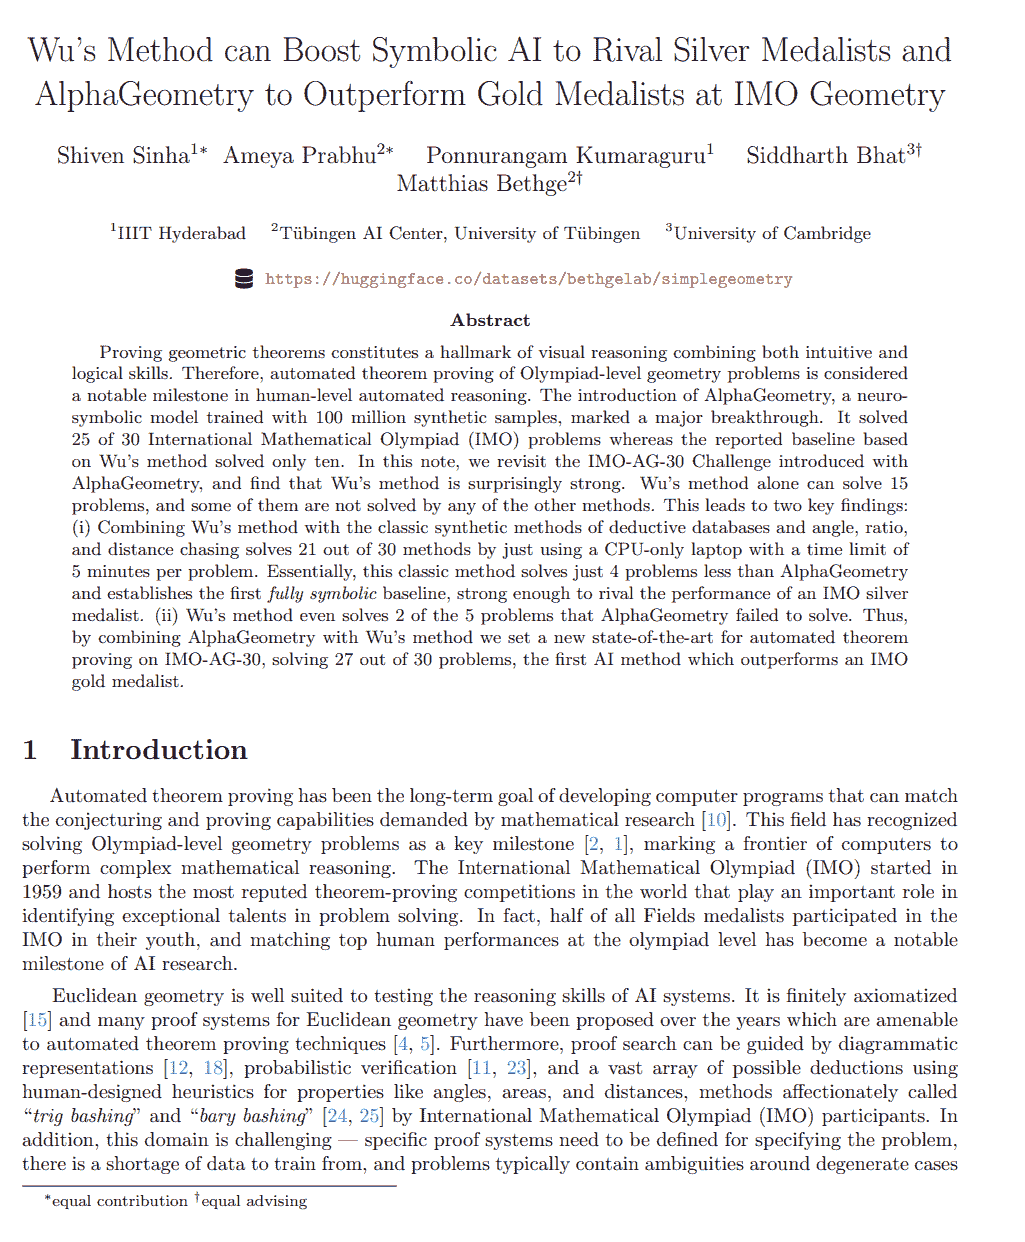 Wu's Method can Boost Symbolic AI to Rival Silver Medalists and
AlphaGeometry to Outperform Gold Medalists at IMO Geometry
Shiven Sinha1* Ameya Prabhu2* Ponnurangam Kumaraguru1 Siddharth Bhat3†
Matthias Bethge2†
1IIIT Hyderabad 2Tübingen AI Center, University of Tübingen 3University of Cambridge
https://huggingface.co/datasets/bethgelab/simplegeometry
Abstract
Proving geometric theorems constitutes a hallmark of visual reasoning combining both intuitive and
logical skills. Therefore, automated theorem proving of Olympiad-level geometry problems is considered
a notable milestone in human-level automated reasoning. The introduction of AlphaGeometry, a neuro-
symbolic model trained with 100 million synthetic samples, marked a major breakthrough. It solved
25 of 30 International Mathematical Olympiad (IMO) problems whereas the reported baseline based
on Wu's method solved only ten. In this note, we revisit the IMO-AG-30 Challenge introduced with
AlphaGeometry, and find that Wu's method is surprisingly strong. Wu's method alone can solve 15
problems, and some of them are not solved by any of the other methods. This leads to two key findings:
(i) Combining Wu's method with the classic synthetic methods of deductive databases and angle, ratio,
and distance chasing solves 21 out of 30 methods by just using a CPU-only laptop with a time limit of
5 minutes per problem. Essentially, this classic method solves just 4 problems less than AlphaGeometry
and establishes the first fully symbolic baseline, strong enough to rival the performance of an IMO silver
medalist. (ii) Wu's method even solves 2 of the 5 problems that AlphaGeometry failed to solve. Thus,
by combining AlphaGeometry with Wu's method we set a new state-of-the-art for automated theorem
proving on IMO-AG-30, solving 27 out of 30 problems, the first AI method which outperforms an IMO
gold medalist.
1 Introduction
Automated theorem proving has been the long-term goal of developing computer programs that can match
the conjecturing and proving capabilities demanded by mathematical research [10]. This field has recognized
solving Olympiad-level geometry problems as a key milestone [2, 1], marking a frontier of computers to
perform complex mathematical reasoning. The International Mathematical Olympiad (IMO) started in
1959 and hosts the most reputed theorem-proving competitions in the world that play an important role in
identifying exceptional talents in problem solving. In fact, half of all Fields medalists participated in the
IMO in their youth, and matching top human performances at the olympiad level has become a notable
milestone of AI research.
Euclidean geometry is well suited to testing the reasoning skills of AI systems. It is finitely axiomatized
[15] and many proof systems for Euclidean geometry have been proposed over the years which are amenable
to automated theorem proving techniques [4, 5]. Furthermore, proof search can be guided by diagrammatic
representations [12, 18], probabilistic verification [11, 23], and a vast array of possible deductions using
human-designed heuristics for properties like angles, areas, and distances, methods affectionately called
"trig bashing" and "bary bashing" [24, 25] by International Mathematical Olympiad (IMO) participants. In
addition, this domain is challenging — specific proof systems need to be defined for specifying the problem,
there is a shortage of data to train from, and problems typically contain ambiguities around degenerate cases
*equal contribution †equal advising